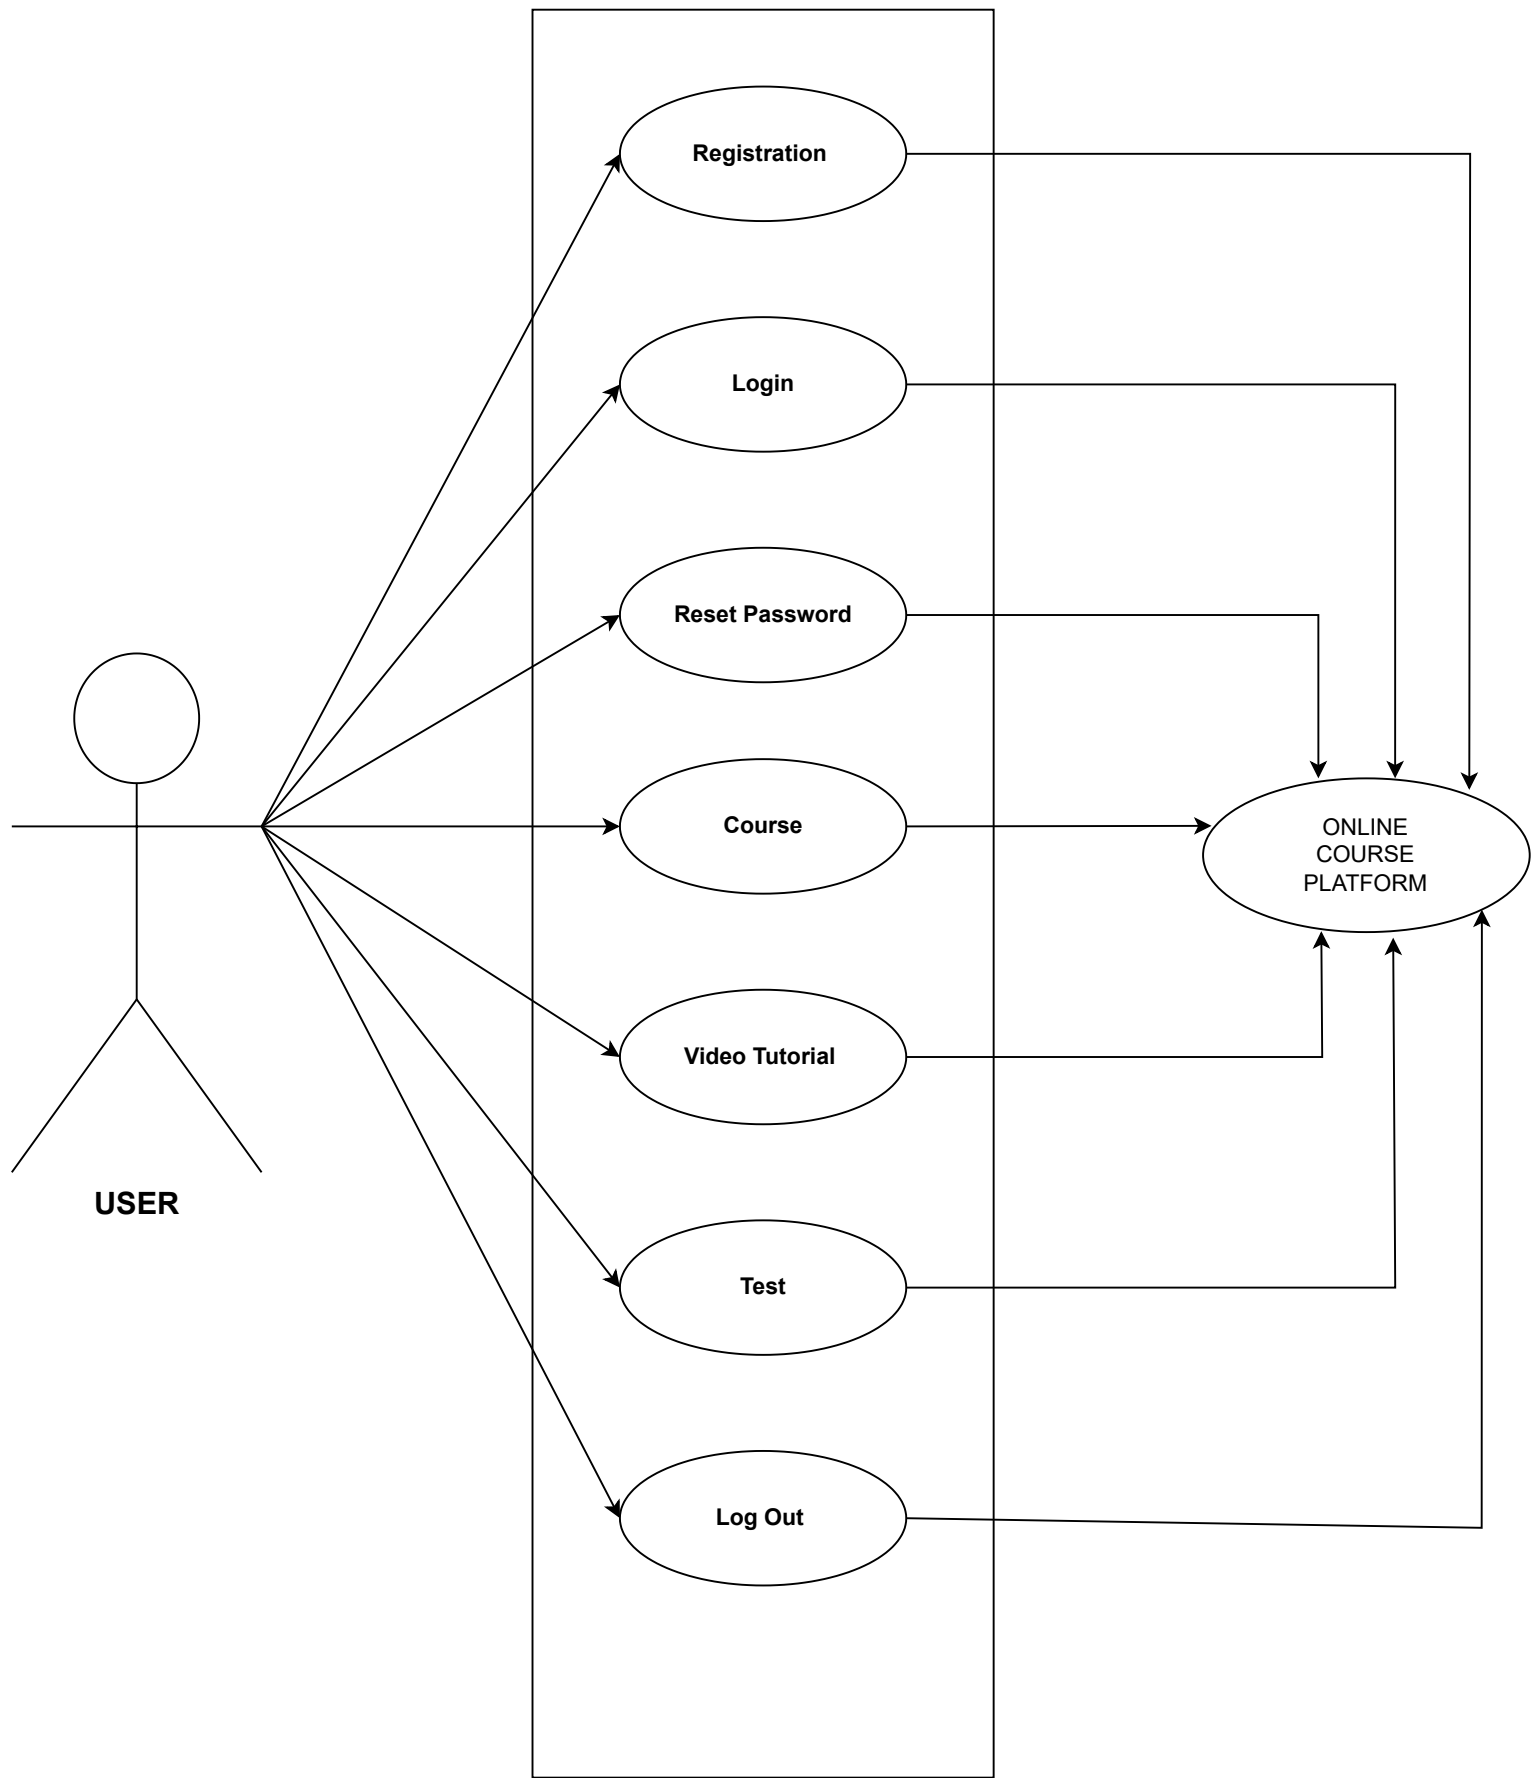 Registration
Login
Reset Password
Course
ONLINE
COURSE
PLATFORM
Video Tutorial
USER
Test
Log Out